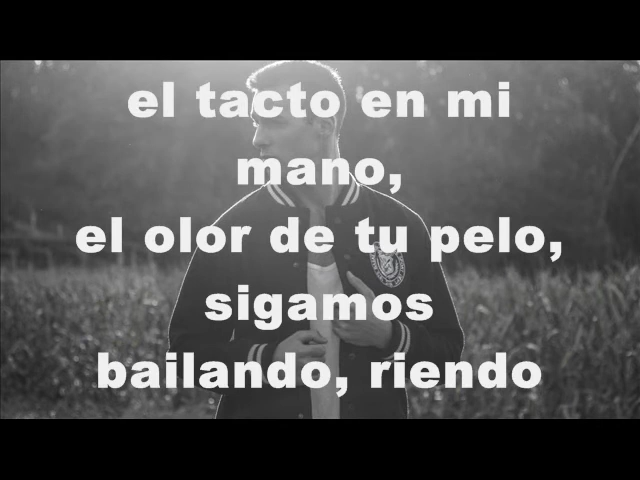 el tacto en mi
mano,
el olor de tu pelo,
sigamos
bailando, riendo